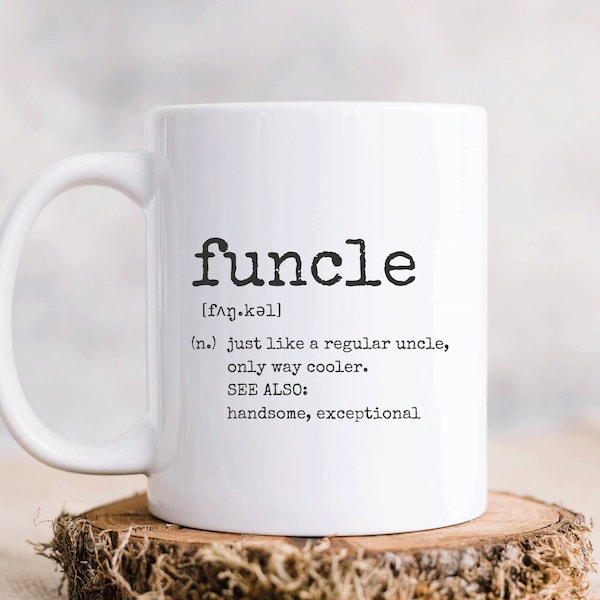 funcle
[fʌŋ.kəl]
(n.) just like a regular uncle,
only way cooler.
SEE ALSO:
handsome, exceptional